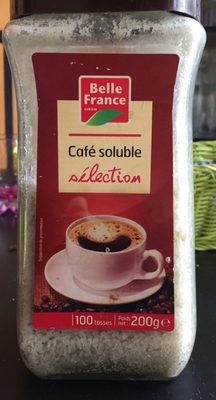 Belle
France
Café soluble
sélection
100 tasses
Poids
net :
200g e